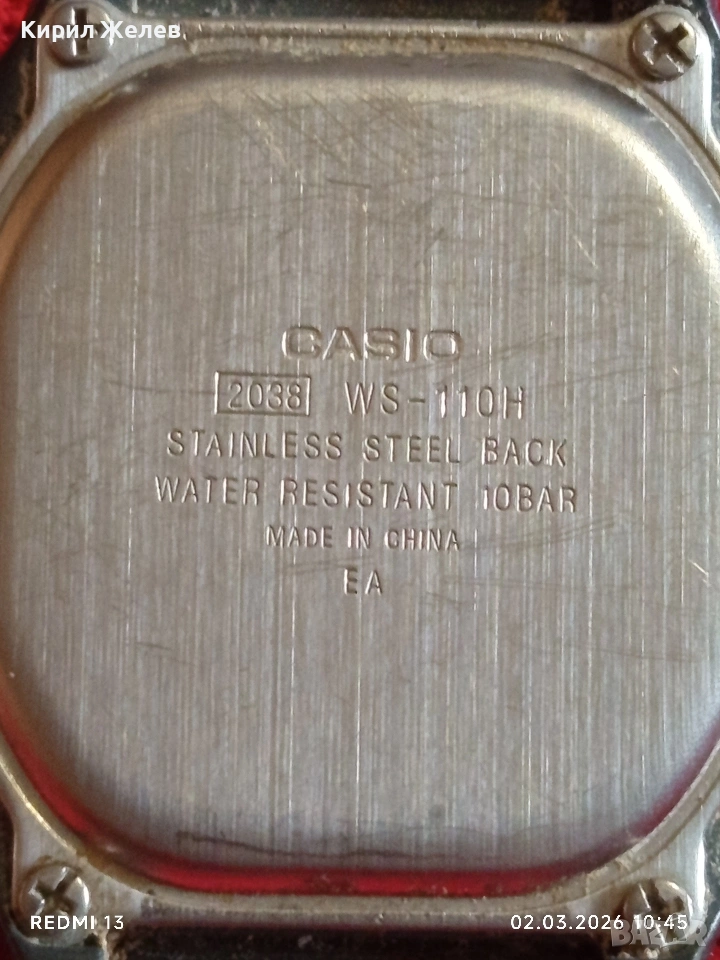 Кирил Желев
CASIO
2038 WS-110H
STAINLESS STEEL BACK
WATER RESISTANT 10BAR
MADE IN CHINA
EA
REDMI 13
02.03.2026 10:45
BAZAR